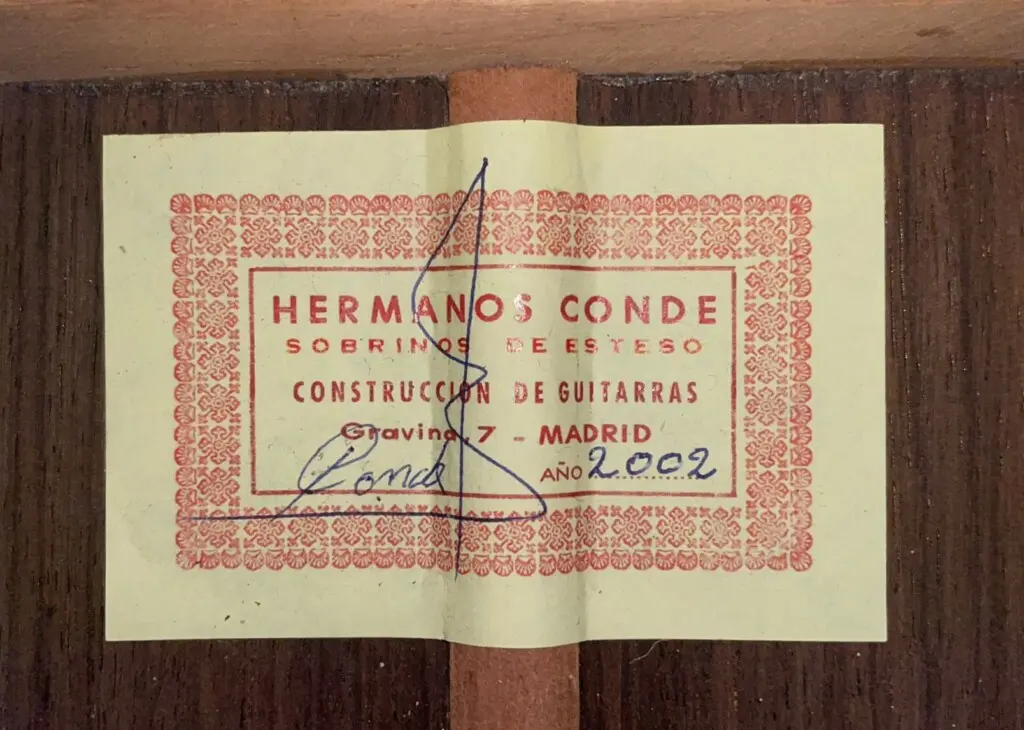 HERMANOS CONDE
SOBRINOS DE ESTESO
CONSTRUCCION DE GUITARRAS
Gravina, 7 - MADRID
Conde
AÑO 2002